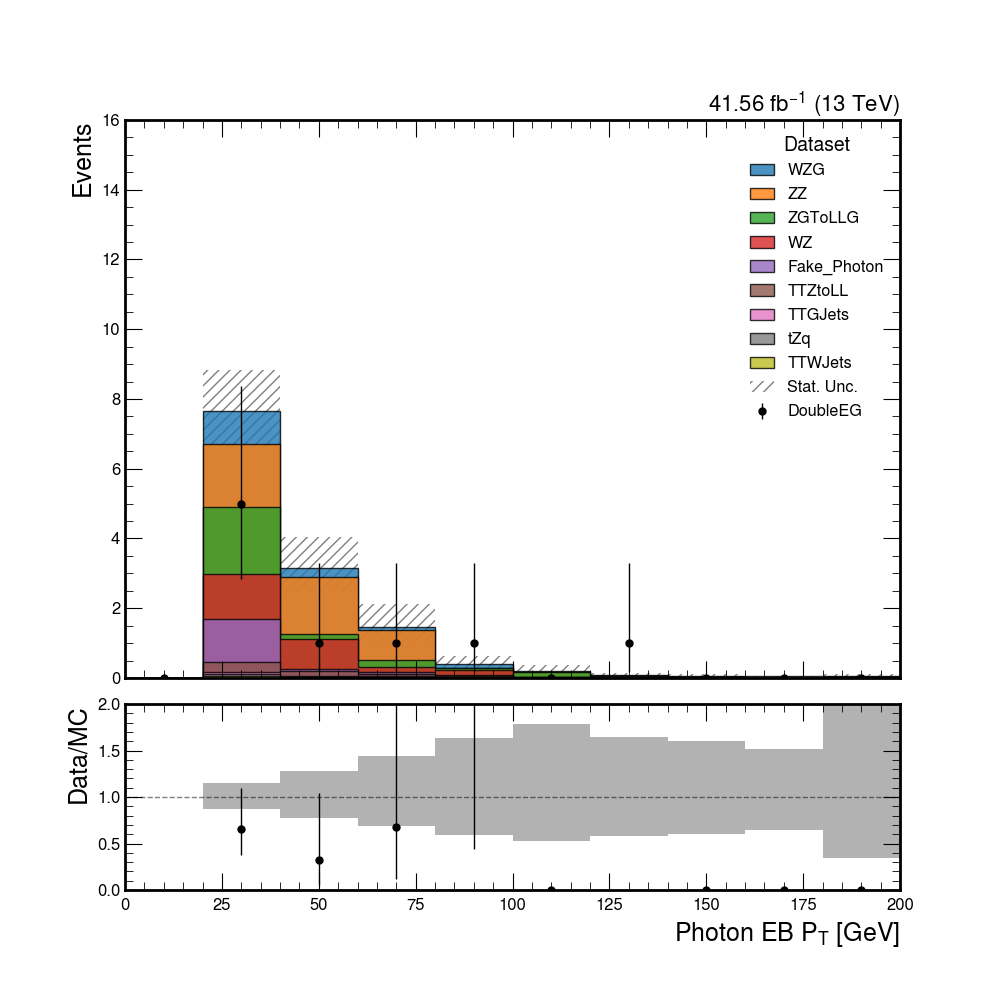 41.56 fb⁻¹ (13 TeV)
Events
16
14
12
10
8
6
4
2
0
Dataset
WZG
ZZ
ZGToLLG
WZ
Fake_Photon
TTZtoLL
TTGJets
tZq
TTWJets
Stat. Unc.
DoubleEG
Data/MC
2.0
1.5
1.0
0.5
0.0
0 25 50 75 100 125 150 175 200
Photon EB P_T [GeV]